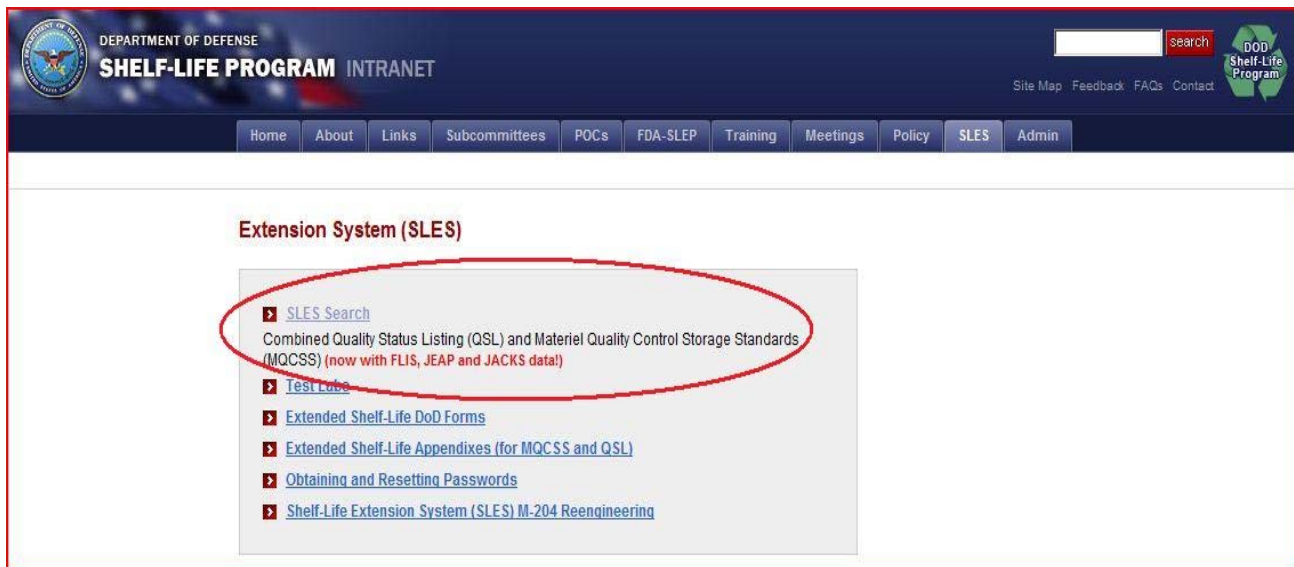 DEPARTMENT OF DEFENSE
SHELF-LIFE PROGRAM INTRANET
search
DOD
Shelf-Life
Program
Site Map Feedback FAQs Contact
Home About Links Subcommittees POCs FDA-SLEP Training Meetings Policy SLES Admin
Extension System (SLES)
SLES Search
Combined Quality Status Listing (QSL) and Materiel Quality Control Storage Standards
(MQCSS) (now with FLIS, JEAP and JACKS data!)
Test Labs
Extended Shelf-Life DoD Forms
Extended Shelf-Life Appendixes (for MQCSS and QSL)
Obtaining and Resetting Passwords
Shelf-Life Extension System (SLES) M-204 Reengineering